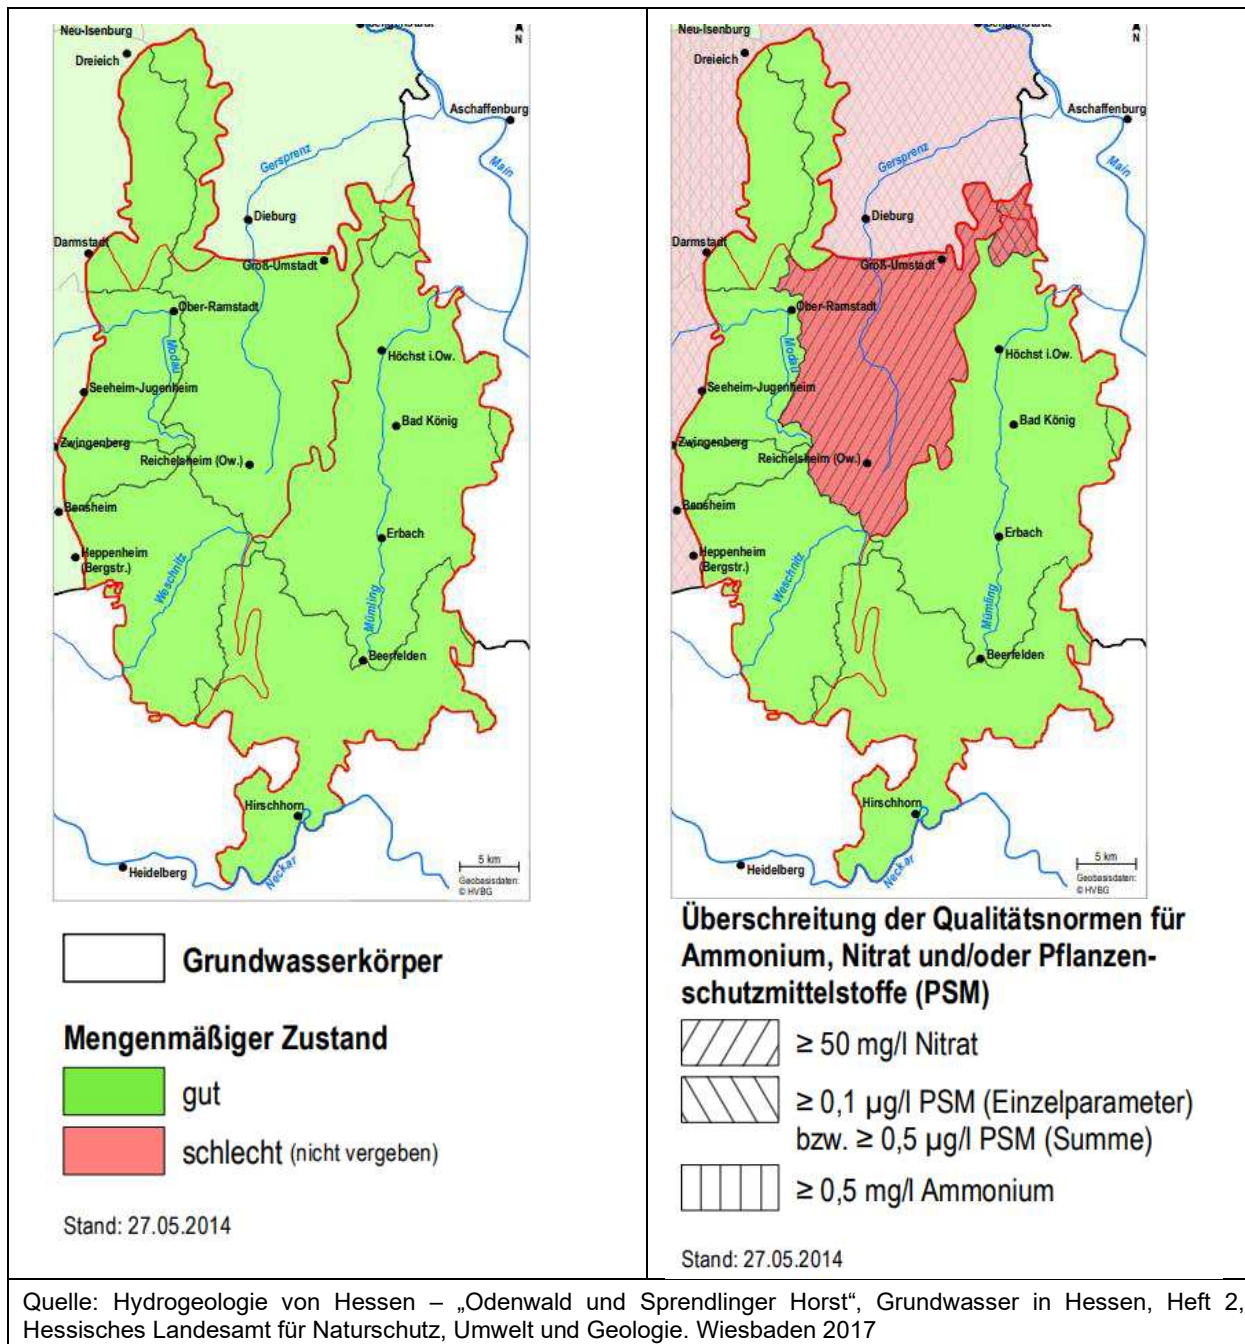 Neu-Isenburg
Dreieich
N
Aschaffenburg
Gersprenz
Main
Dieburg
Darmstadt
Groß-Umstadt
Ober-Ramstadt
Modau
Höchst i.Ow.
Seeheim-Jugenheim
Bad König
Zwingenberg
Reichelsheim (Ow.)
Bensheim
Erbach
Heppenheim
(Bergstr.)
Weschnitz
Mümling
Beerfelden
Hirschhorn
Heidelberg
Neckar
5 km
Geobasisdaten:
© HVBG
Grundwasserkörper
Mengenmäßiger Zustand
gut
schlecht (nicht vergeben)
Stand: 27.05.2014
Neu-Isenburg
Dreieich
N
Aschaffenburg
Gersprenz
Main
Dieburg
Darmstadt
Groß-Umstadt
Ober-Ramstadt
Modau
Höchst i.Ow.
Seeheim-Jugenheim
Bad König
Zwingenberg
Reichelsheim (Ow.)
Bensheim
Erbach
Heppenheim
(Bergstr.)
Weschnitz
Mümling
Beerfelden
Hirschhorn
Heidelberg
Neckar
5 km
Geobasisdaten:
© HVBG
Überschreitung der Qualitätsnormen für
Ammonium, Nitrat und/oder Pflanzen-
schutzmittelstoffe (PSM)
≥ 50 mg/l Nitrat
≥ 0,1 µg/l PSM (Einzelparameter)
bzw. ≥ 0,5 µg/l PSM (Summe)
≥ 0,5 mg/l Ammonium
Stand: 27.05.2014
Quelle: Hydrogeologie von Hessen – „Odenwald und Sprendlinger Horst“, Grundwasser in Hessen, Heft 2,
Hessisches Landesamt für Naturschutz, Umwelt und Geologie. Wiesbaden 2017